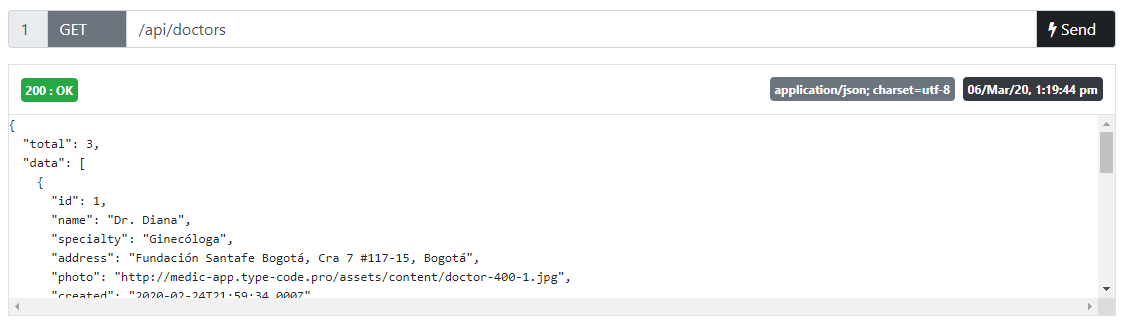 1 GET /api/doctors Send
200 : OK application/json; charset=utf-8 06/Mar/20, 1:19:44 pm
{
"total": 3,
"data": [
{
"id": 1,
"name": "Dr. Diana",
"specialty": "Ginecóloga",
"address": "Fundación Santafe Bogotá, Cra 7 #117-15, Bogotá",
"photo": "http://medic-app.type-code.pro/assets/content/doctor-400-1.jpg",
"created": "2020-02-24T21:59:34.000Z"